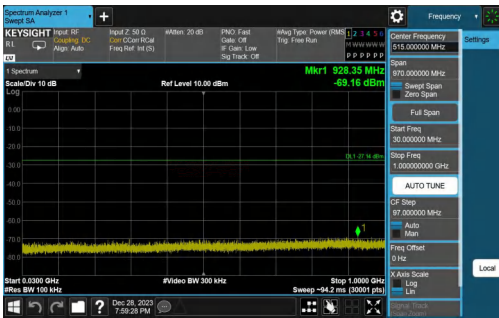 Spectrum Analyzer 1
Swept SA
+
Frequency
KEYSIGHT
Input: RF
Input Z: 50 Ω
#Atten: 20 dB
PNO: Fast
#Avg Type: Power (RMS
1 2 3 4 5 6
RL
Coupling: DC
Corr CCorr RCal
Gate: Off
Trig: Free Run
Align: Auto
Freq Ref: Int (S)
IF Gain: Low
M W W W W W
Sig Track: Off
P P P P P P
1 Spectrum
Mkr1 928.35 MHz
Scale/Div 10 dB
Ref Level 10.00 dBm
-69.16 dBm
Log
0.00
-10.0
-20.0
DL1 -27.14 dBm
-30.0
-40.0
-50.0
-60.0
1
-70.0
-80.0
Start 0.0300 GHz
#Video BW 300 kHz
Stop 1.0000 GHz
#Res BW 100 kHz
Sweep ~94.2 ms (30001 pts)
?
Dec 28, 2023
7:59:28 PM
Center Frequency
515.000000 MHz
Settings
Span
970.000000 MHz
Swept Span
Zero Span
Full Span
Start Freq
30.000000 MHz
Stop Freq
1.000000000 GHz
AUTO TUNE
CF Step
97.000000 MHz
Auto
Man
Freq Offset
0 Hz
X Axis Scale
Log
Lin
Local
Signal Track